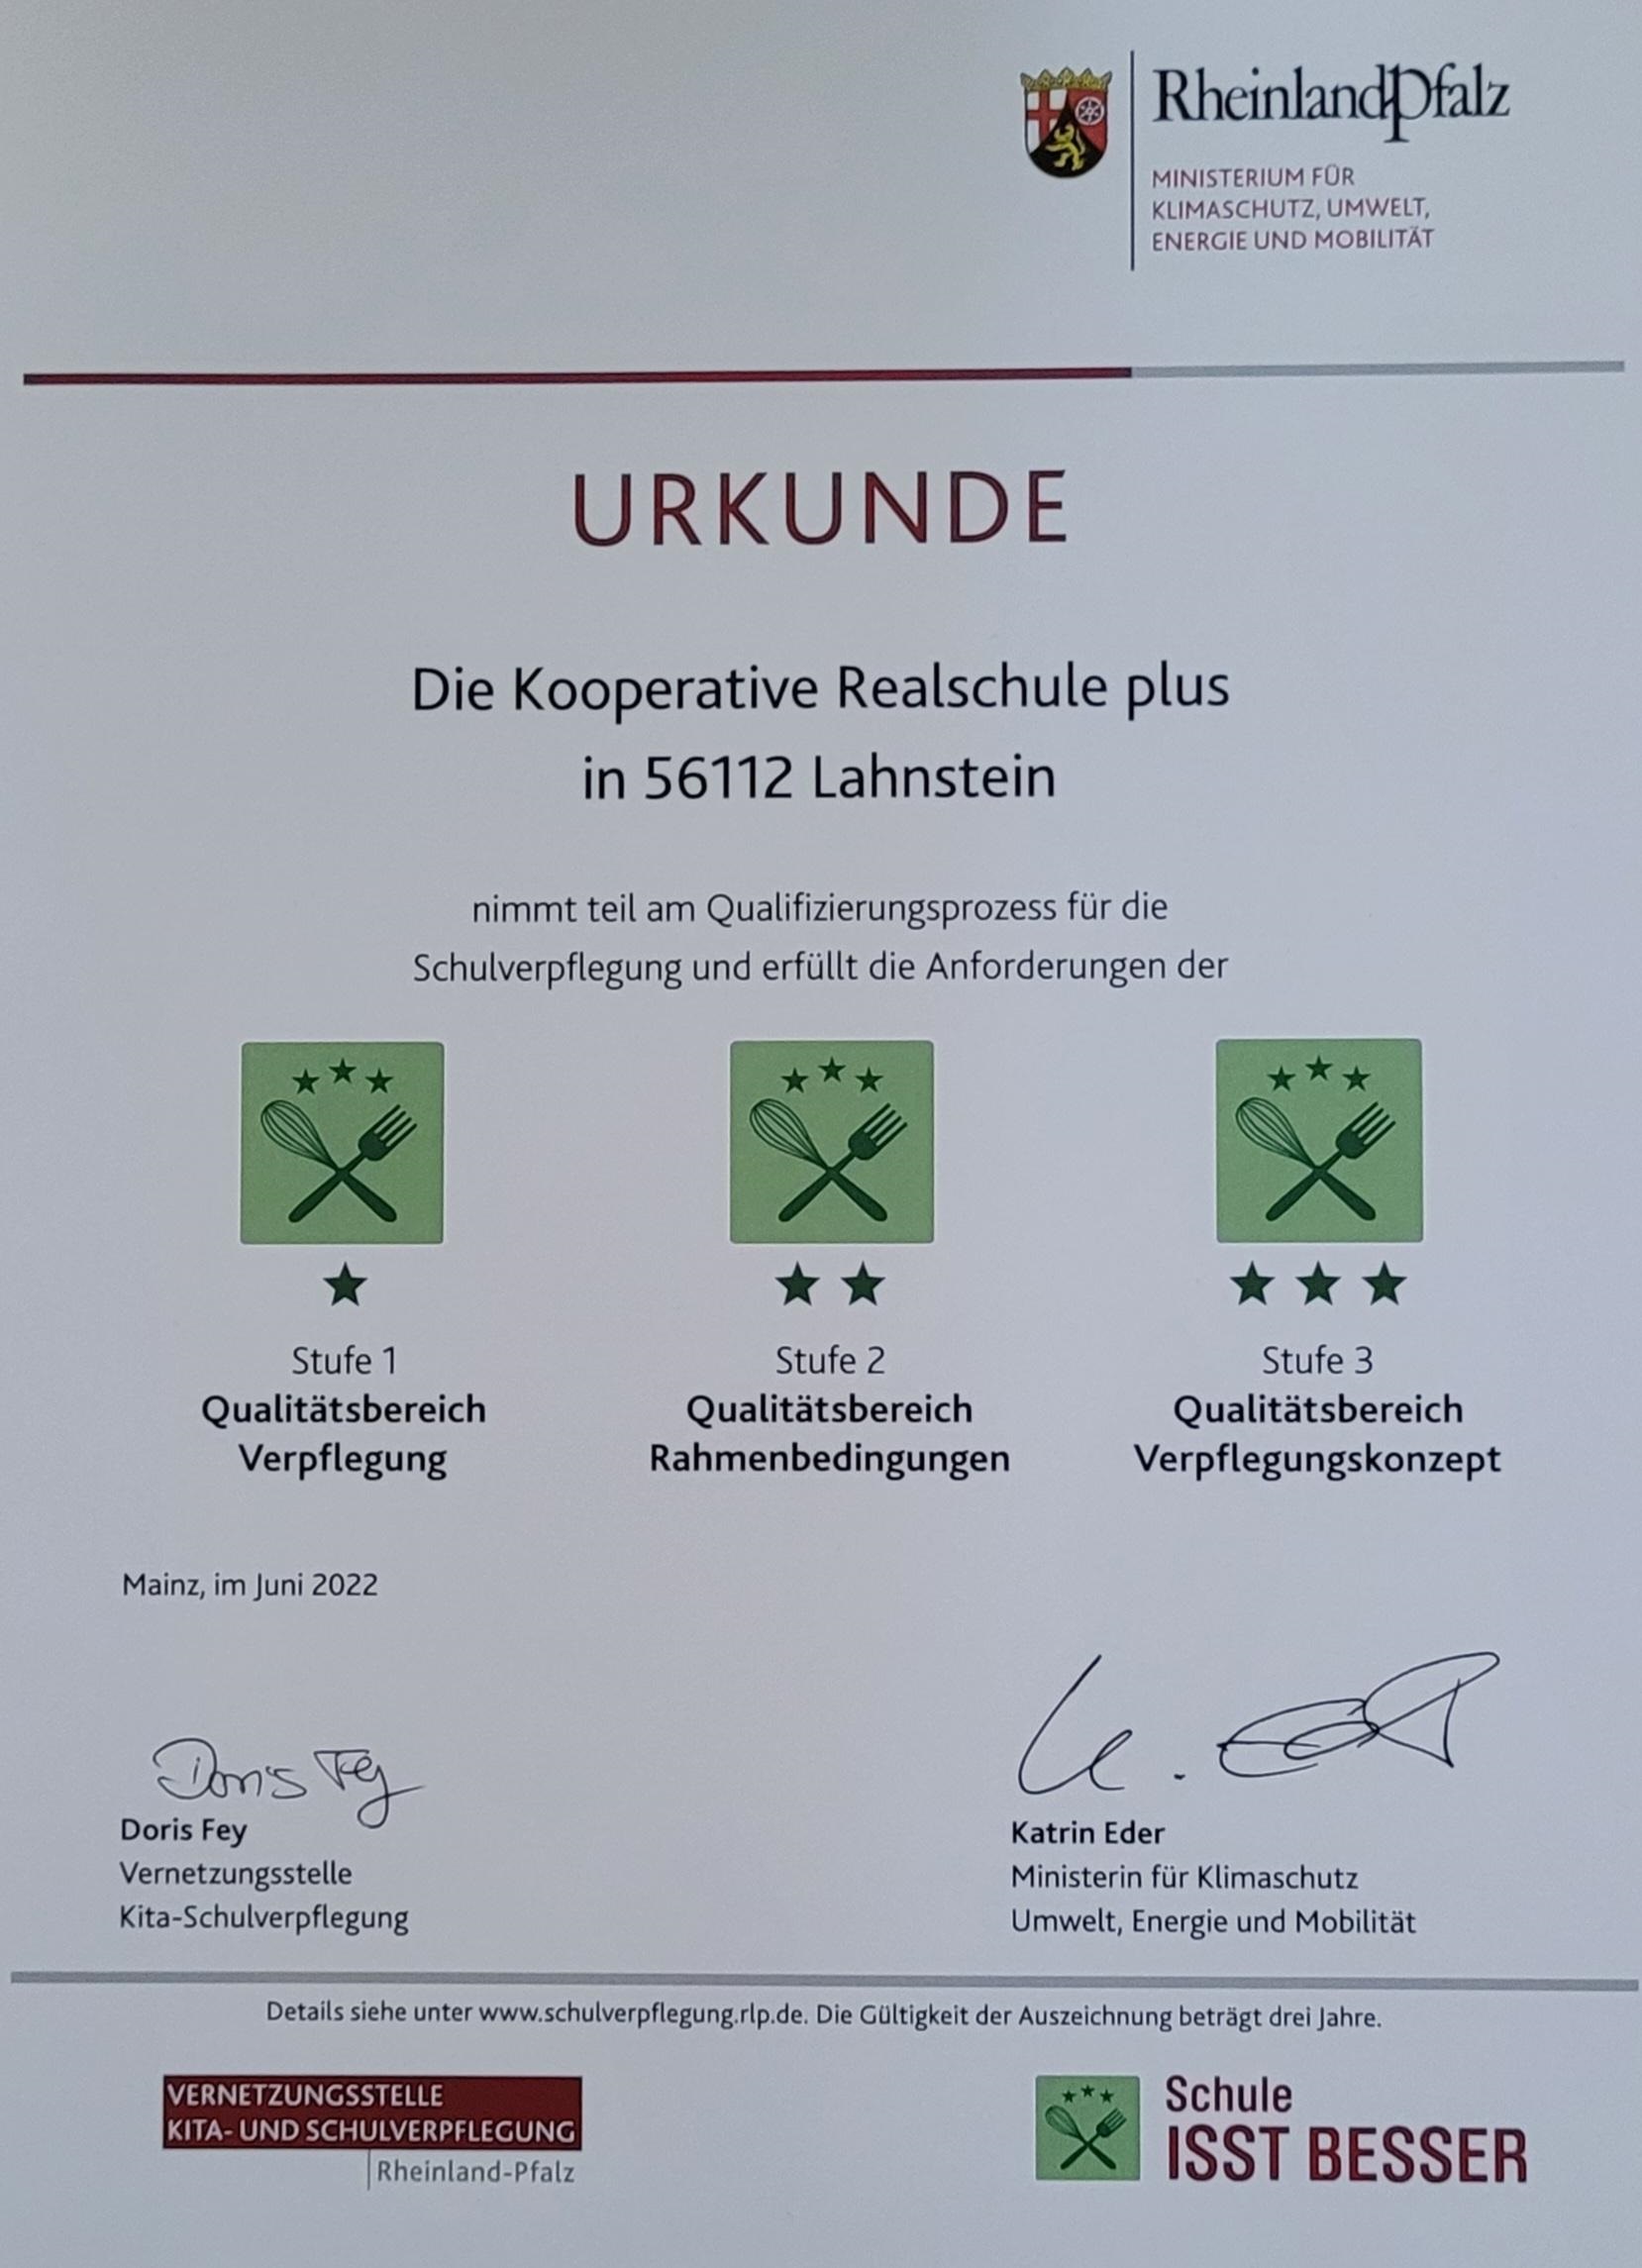 RheinlandPfalz
MINISTERIUM FÜR
KLIMASCHUTZ, UMWELT,
ENERGIE UND MOBILITÄT
URKUNDE
Die Kooperative Realschule plus
in 56112 Lahnstein
nimmt teil am Qualifizierungsprozess für die
Schulverpflegung und erfüllt die Anforderungen der
Stufe 1
Qualitätsbereich
Verpflegung
Stufe 2
Qualitätsbereich
Rahmenbedingungen
Stufe 3
Qualitätsbereich
Verpflegungskonzept
Mainz, im Juni 2022
Doris Fey
Doris Fey
Vernetzungsstelle
Kita-Schulverpflegung
Katrin Eder
Ministerin für Klimaschutz
Umwelt, Energie und Mobilität
Details siehe unter www.schulverpflegung.rlp.de. Die Gültigkeit der Auszeichnung beträgt drei Jahre.
VERNETZUNGSSTELLE
KITA- UND SCHULVERPFLEGUNG
Rheinland-Pfalz
Schule
ISST BESSER